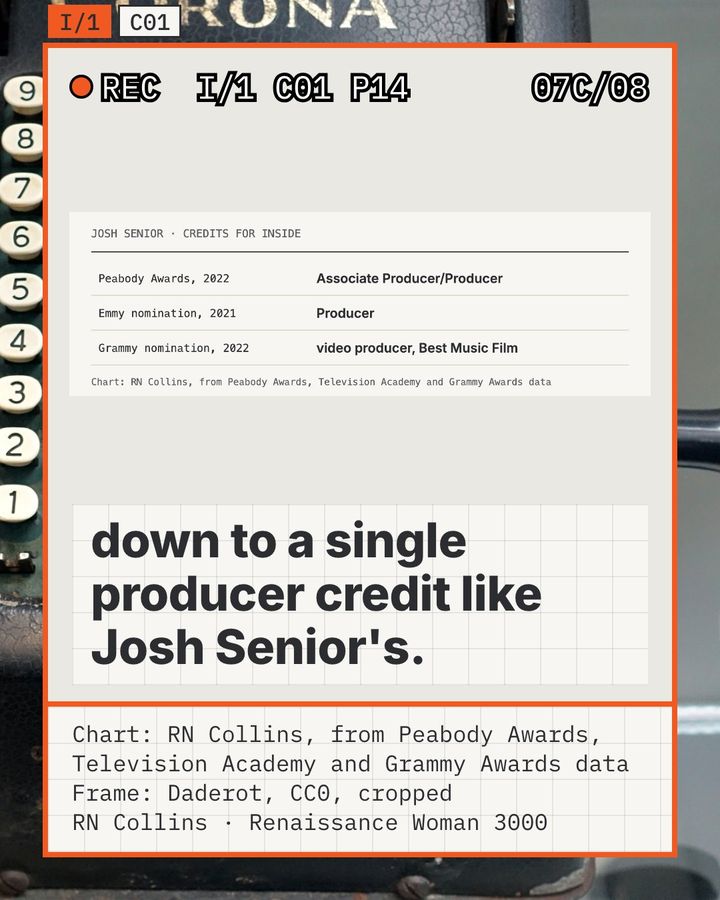 RONA
I/1 C01
REC I/1 C01 P14 07C/08
9
8
7
6
5
4
3
2
1
JOSH SENIOR · CREDITS FOR INSIDE
Peabody Awards, 2022 Associate Producer/Producer
Emmy nomination, 2021 Producer
Grammy nomination, 2022 video producer, Best Music Film
Chart: RN Collins, from Peabody Awards, Television Academy and Grammy Awards data
down to a single
producer credit like
Josh Senior's.
Chart: RN Collins, from Peabody Awards,
Television Academy and Grammy Awards data
Frame: Daderot, CC0, cropped
RN Collins · Renaissance Woman 3000